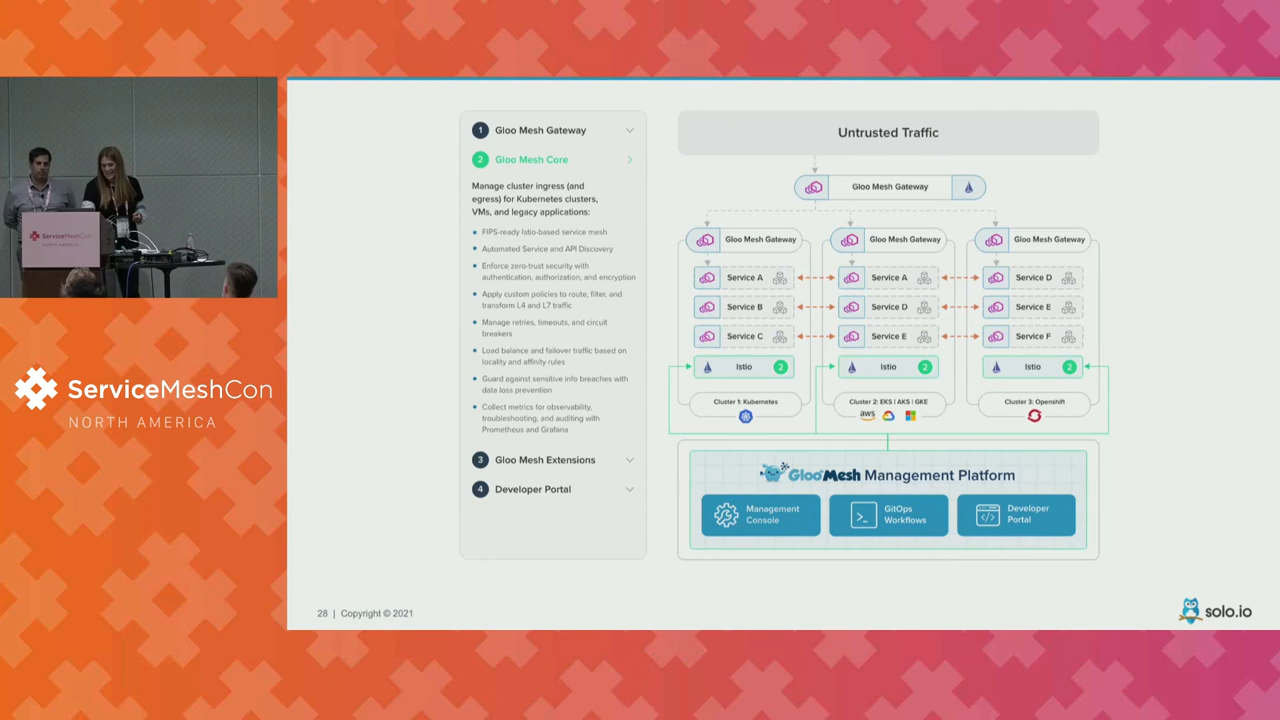 ServiceMeshCon
NORTH AMERICA
ServiceMeshCon
NORTH AMERICA
1 Gloo Mesh Gateway
2 Gloo Mesh Core
Manage cluster ingress (and
egress) for Kubernetes clusters,
VMs, and legacy applications:
FIPS-ready Istio-based service mesh
Automated Service and API Discovery
Enforce zero-trust security with
authentication, authorization, and encryption
Apply custom policies to route, filter, and
transform L4 and L7 traffic
Manage retries, timeouts, and circuit
breakers
Load balance and failover traffic based on
locality and affinity rules
Guard against sensitive info breaches with
data loss prevention
Collect metrics for observability,
troubleshooting, and auditing with
Prometheus and Grafana
3 Gloo Mesh Extensions
4 Developer Portal
Untrusted Traffic
Gloo Mesh Gateway
Gloo Mesh Gateway
Service A
Service B
Service C
Istio 2
Cluster 1: Kubernetes
Gloo Mesh Gateway
Service A
Service D
Service E
Istio 2
Cluster 2: EKS | AKS | GKE
aws
Gloo Mesh Gateway
Service D
Service E
Service F
Istio 2
Cluster 3: Openshift
Gloo Mesh Management Platform
Management
Console
GitOps
Workflows
Developer
Portal
28 | Copyright © 2021
solo.io